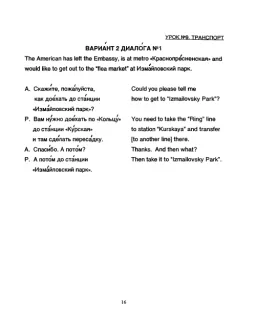 УРОК №8. ТРАНСПОРТ
ВАРИА́НТ 2 ДИАЛО́ГА №1
The American has left the Embassy, is at metro «Краснопре́сненская» and
would like to get out to the "flea market" at Изма́йловский парк.
А. Скажи́те, пожа́луйста, Could you please tell me
как дое́хать до ста́нции how to get to "Izmailovsky Park"?
«Изма́йловский парк»?
Р. Вам ну́жно дое́хать по «Кольцу́» You need to take the "Ring" line
до ста́нции «Ку́рская» to station "Kurskaya" and transfer
и там сде́лать переса́дку. [to another line] there.
А. Спаси́бо. А пото́м? Thanks. And then what?
Р. А пото́м до ста́нции Then take it to "Izmailovsky Park".
«Изма́йловский парк».
16